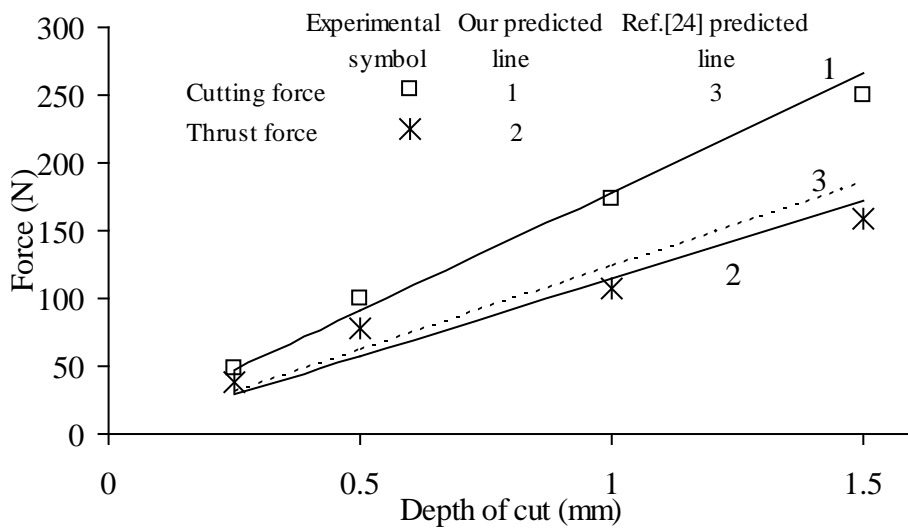 300
250
200
150
100
50
0
Force (N)
Experimental Our predicted Ref.[24] predicted
symbol line line
Cutting force 1 3
Thrust force 2
1
3
2
0 0.5 1 1.5
Depth of cut (mm)